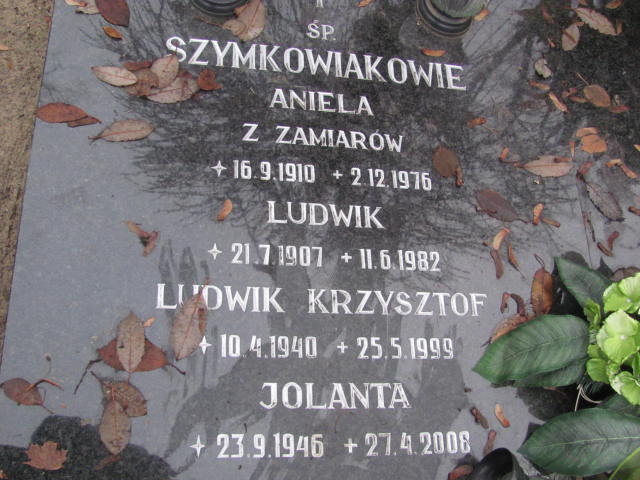 ŚP.
SZYMKOWIAKOWIE
ANIELA
Z ZAMIARÓW
✦ 16.9.1910 + 2.12.1976
LUDWIK
✦ 21.7.1907 + 11.6.1982
LUDWIK KRZYSZTOF
✦ 10.4.1940 + 25.5.1999
JOLANTA
✦ 23.9.1946 + 27.4.2008